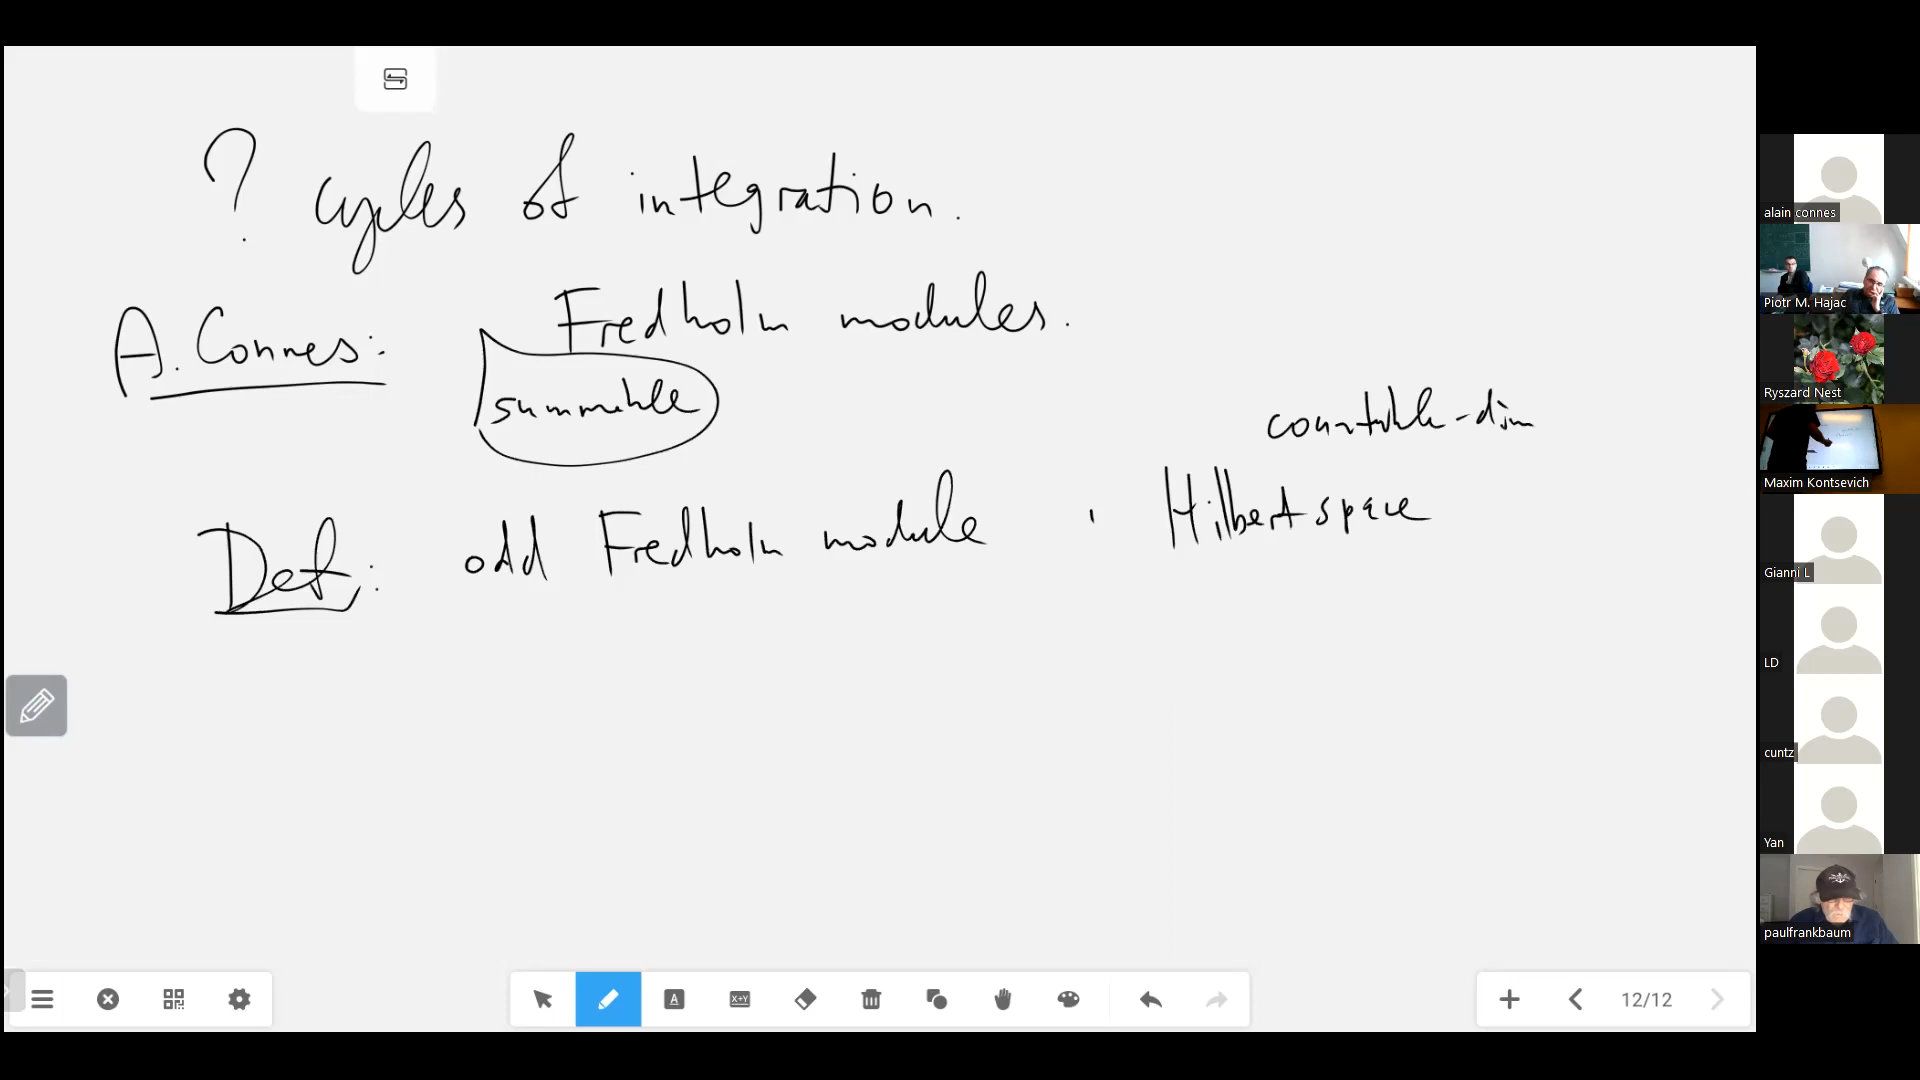 ? cycles of integration.
A. Connes: Fredholm modules.
summable
countable-dim
Def: odd Fredholm module · Hilbert space
12/12
alain connes
Piotr M. Hajac
Ryszard Nest
Maxim Kontsevich
Gianni L
LD
cuntz
Yan
paulfrankbaum